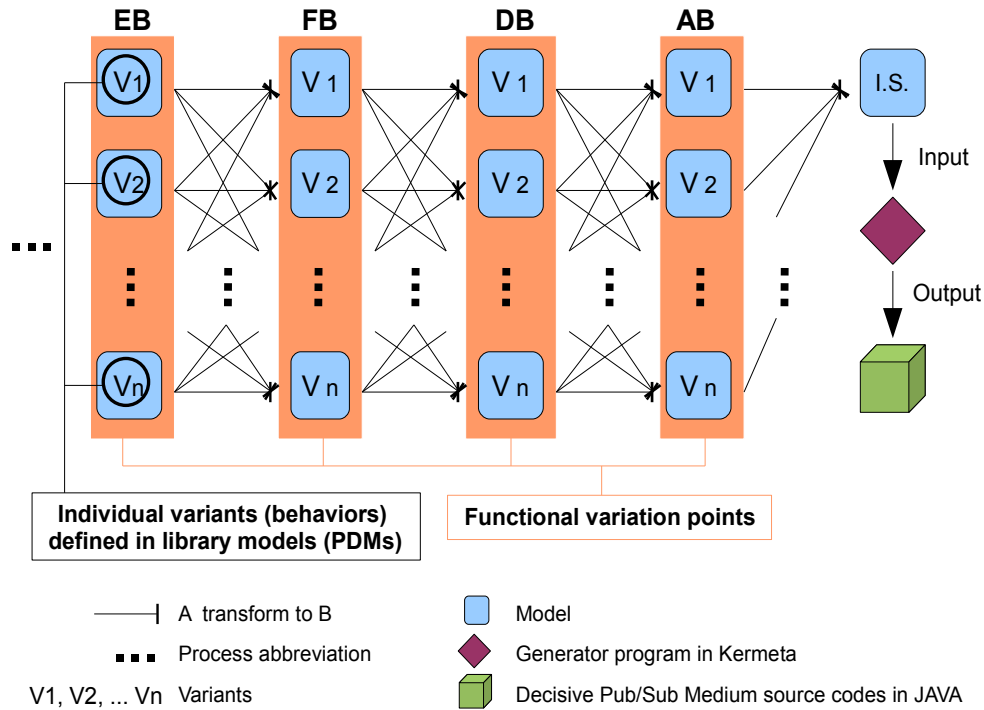 EB FB DB AB
V1 V 1 V 1 V 1 I.S.
Input
V2 V 2 V 2 V 2
Output
Vn V n V n V n
Individual variants (behaviors)
defined in library models (PDMs)
Functional variation points
A transform to B
Model
Process abbreviation
Generator program in Kermeta
V1, V2, ... Vn Variants
Decisive Pub/Sub Medium source codes in JAVA